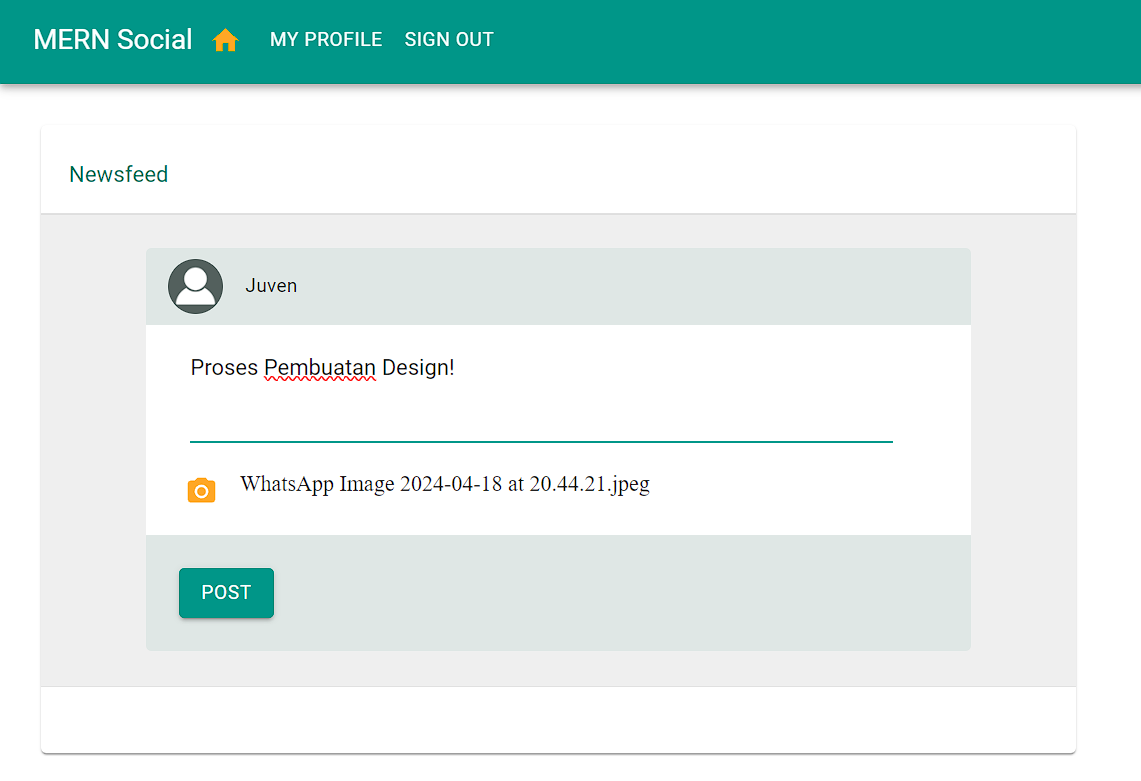 MERN Social MY PROFILE SIGN OUT
Newsfeed
Juven
Proses Pembuatan Design!
WhatsApp Image 2024-04-18 at 20.44.21.jpeg
POST